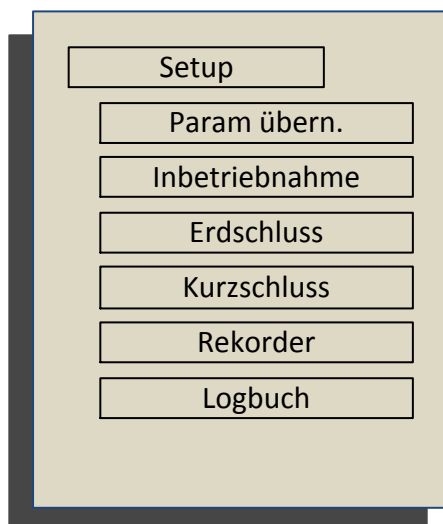 Setup
Param übern.
Inbetriebnahme
Erdschluss
Kurzschluss
Rekorder
Logbuch